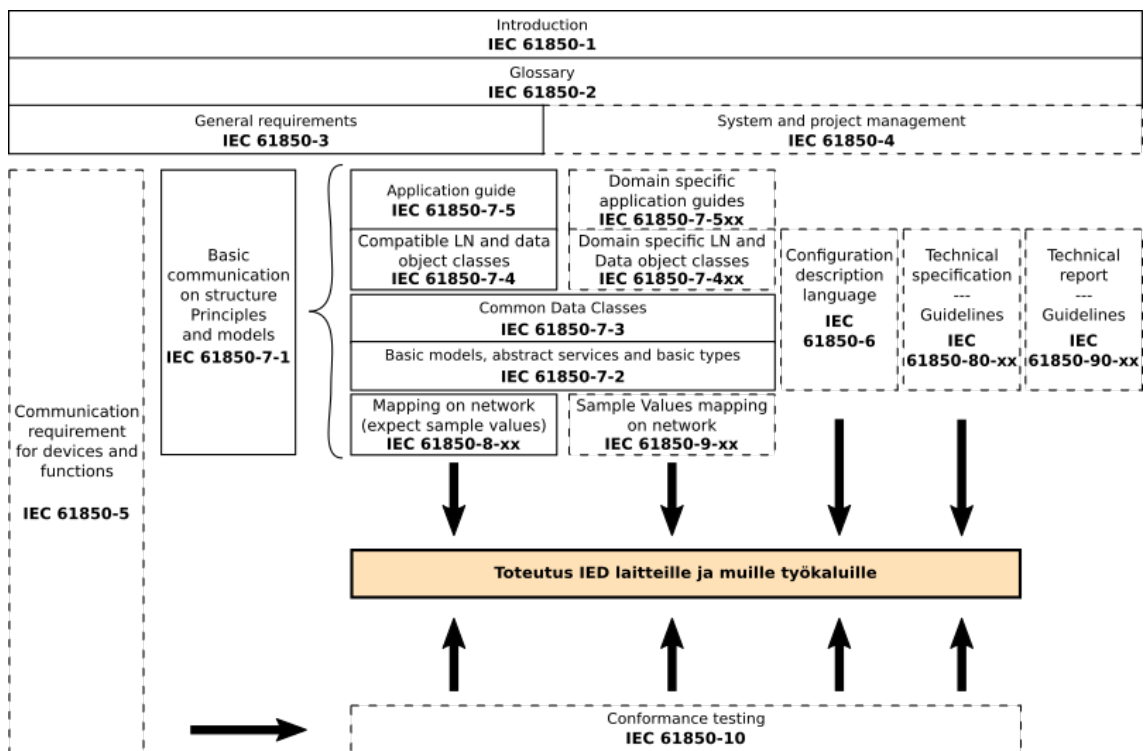 Introduction
IEC 61850-1
Glossary
IEC 61850-2
General requirements
IEC 61850-3
System and project management
IEC 61850-4
Communication
requirement
for devices and
functions
IEC 61850-5
Basic
communication
on structure
Principles
and models
IEC 61850-7-1
Application guide
IEC 61850-7-5
Domain specific
application guides
IEC 61850-7-5xx
Compatible LN and data
object classes
IEC 61850-7-4
Domain specific LN and
Data object classes
IEC 61850-7-4xx
Common Data Classes
IEC 61850-7-3
Basic models, abstract services and basic types
IEC 61850-7-2
Mapping on network
(expect sample values)
IEC 61850-8-xx
Sample Values mapping
on network
IEC 61850-9-xx
Configuration
description
language
IEC
61850-6
Technical
specification
---
Guidelines
IEC
61850-80-xx
Technical
report
---
Guidelines
IEC
61850-90-xx
Toteutus IED laitteille ja muille työkaluille
Conformance testing
IEC 61850-10